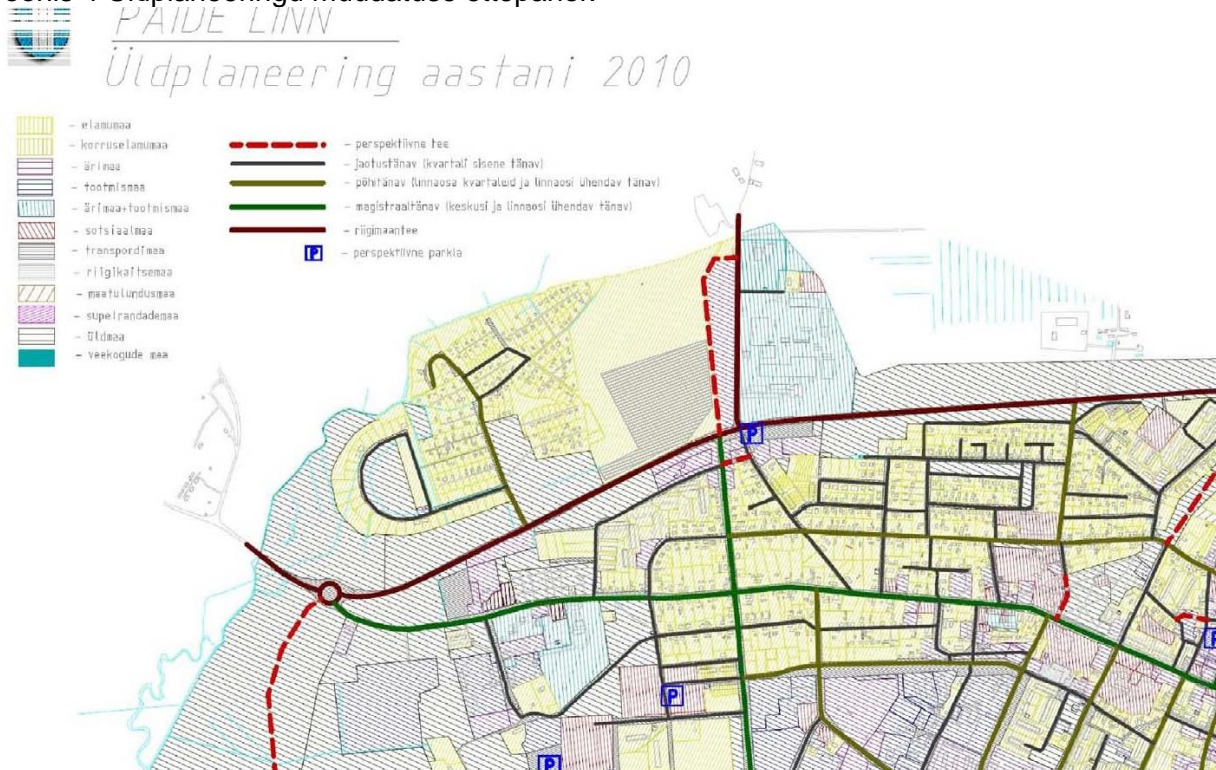 PAIDE LINN
Üldplaneering aastani 2010
- elamumaa
- korruselamumaa
- ärimaa
- tootmismaa
- ärimaa+tootmismaa
- sotsiaalmaa
- transpordimaa
- riigikaitsemaa
- maatulundusmaa
- supelrandademaa
- üldmaa
- veekogude maa
- perspektiivne tee
- jaotustänav (kvartali sisene tänav)
- põhitänav (linnaosa kvartaleid ja linnaosi ühendav tänav)
- magistraaltänav (keskusi ja linnaosi ühendav tänav)
- riigimaantee
P - perspektiivne parkla
P
P
P
P